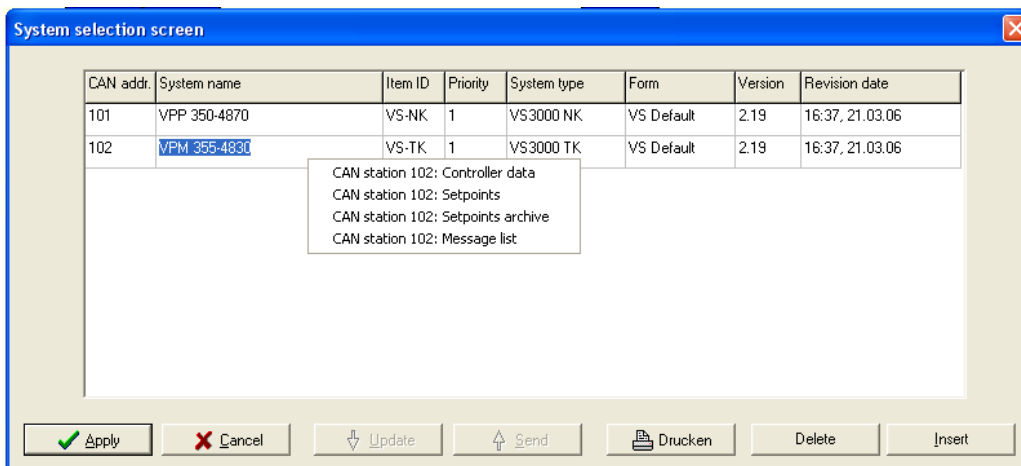 System selection screen
CAN addr. System name Item ID Priority System type Form Version Revision date
101 VPP 350-4870 VS-NK 1 VS3000 NK VS Default 2.19 16:37, 21.03.06
102 VPM 355-4830 VS-TK 1 VS3000 TK VS Default 2.19 16:37, 21.03.06
CAN station 102: Controller data
CAN station 102: Setpoints
CAN station 102: Setpoints archive
CAN station 102: Message list
Apply Cancel Update Send Drucken Delete Insert